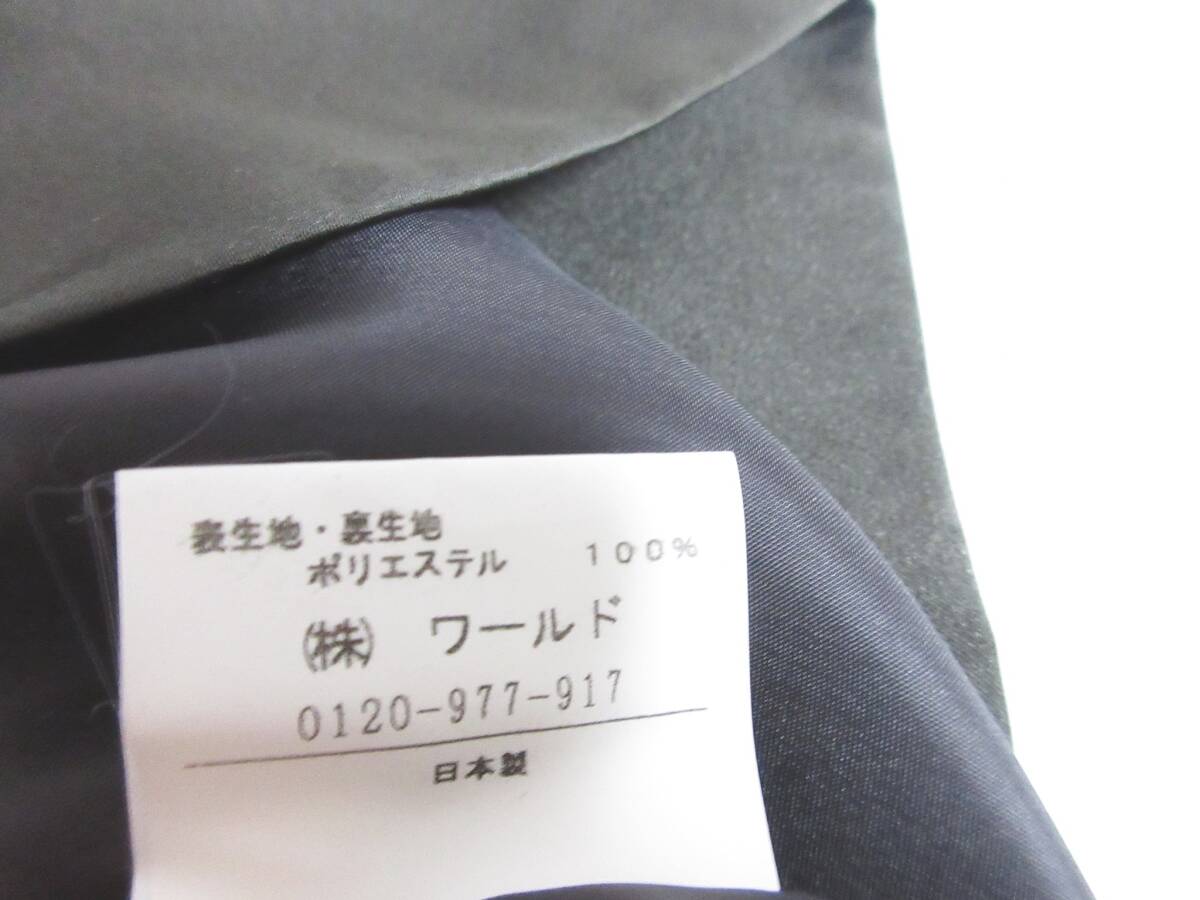 表生地・裏生地
ポリエステル 100%
㈱ ワールド
0120-977-917
日本製